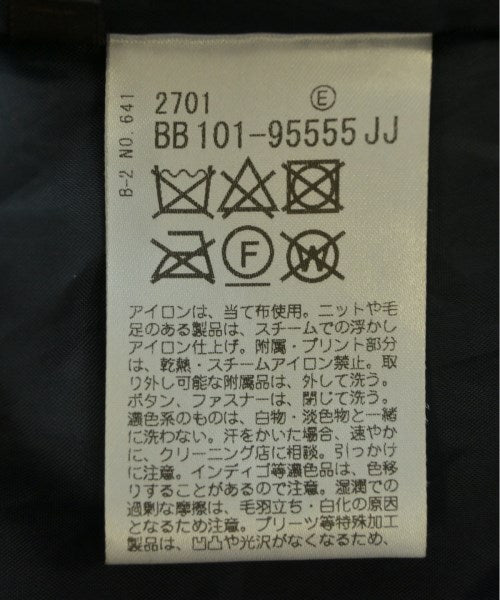 B-2 NO.641
2701 Ⓔ
BB 101-95555 JJ
F
W
アイロンは、当て布使用。ニットや毛
足のある製品は、スチームでの浮かし
アイロン仕上げ。附属・プリント部分
は、乾熱・スチームアイロン禁止。取
り外し可能な附属品は、外して洗う。
ボタン、ファスナーは、閉じて洗う。
濃色系のものは、白物・淡色物と一緒
に洗わない。汗をかいた場合、速やか
に、クリーニング店に相談。引っかけ
に注意。インディゴ等濃色品は、色移
りすることがあるので注意。湿潤での
過剰な摩擦は、毛羽立ち・白化の原因
となるため注意。プリーツ等特殊加工
製品は、凹凸や光沢がなくなるため、